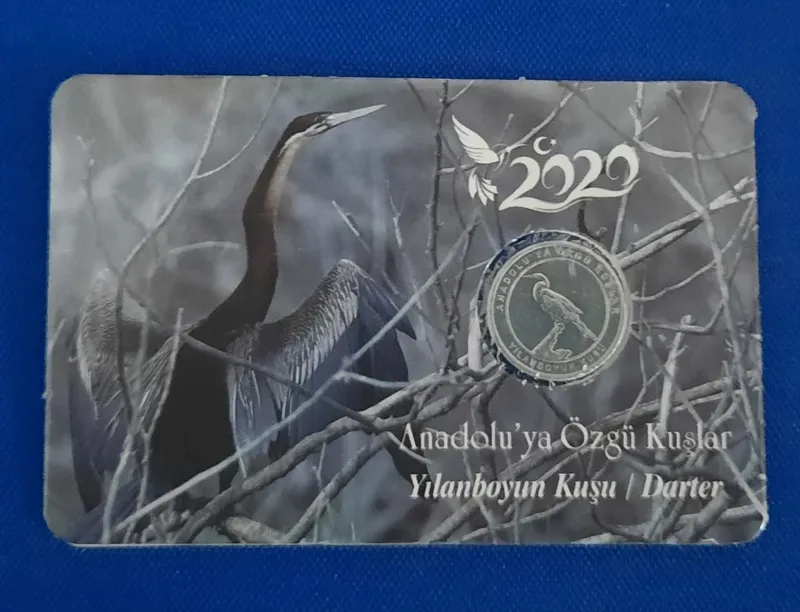 2020
ANADOLU'YA ÖZGÜ KUŞLAR
YILANBOYUN KUŞU
Anadolu'ya Özgü Kuşlar
Yılanboyun Kuşu / Darter